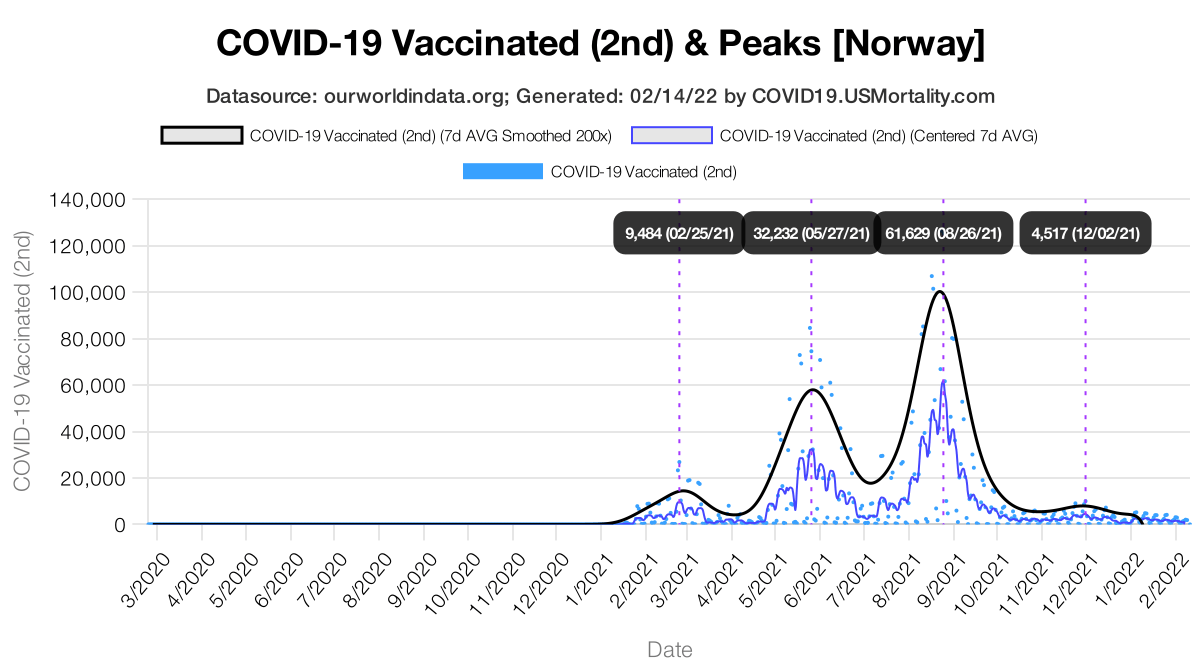 COVID-19 Vaccinated (2nd) & Peaks [Norway]
Datasource: ourworldindata.org; Generated: 02/14/22 by COVID19.USMortality.com
COVID-19 Vaccinated (2nd) (7d AVG Smoothed 200x) COVID-19 Vaccinated (2nd) (Centered 7d AVG)
COVID-19 Vaccinated (2nd)
COVID-19 Vaccinated (2nd)
140,000
120,000
100,000
80,000
60,000
40,000
20,000
0
9,484 (02/25/21) 32,232 (05/27/21) 61,629 (08/26/21) 4,517 (12/02/21)
3/2020 4/2020 5/2020 6/2020 7/2020 8/2020 9/2020 10/2020 11/2020 12/2020 1/2021 2/2021 3/2021 4/2021 5/2021 6/2021 7/2021 8/2021 9/2021 10/2021 11/2021 12/2021 1/2022 2/2022
Date